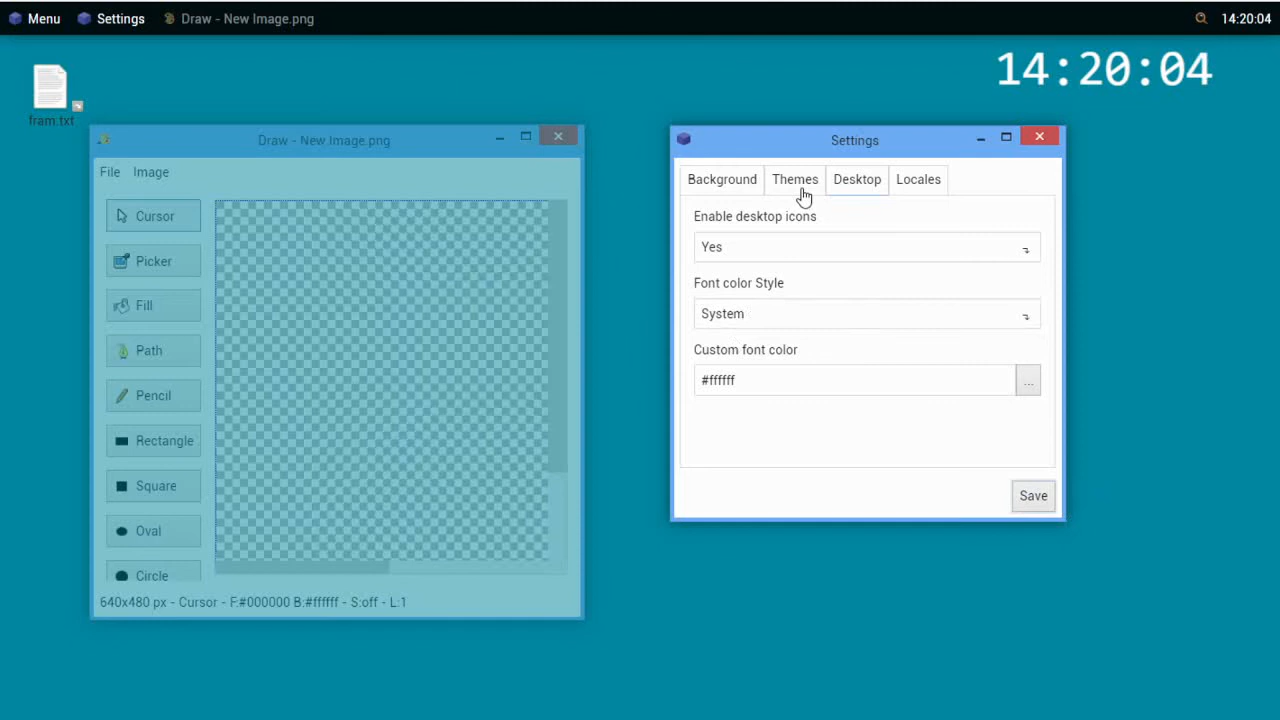 Menu Settings Draw - New Image.png 14:20:04
14:20:04
fram.txt
Draw - New Image.png
File Image
Cursor
Picker
Fill
Path
Pencil
Rectangle
Square
Oval
Circle
640x480 px - Cursor - F:#000000 B:#ffffff - S:off - L:1
Settings
Background Themes Desktop Locales
Enable desktop icons
Yes
Font color Style
System
Custom font color
#ffffff ...
Save